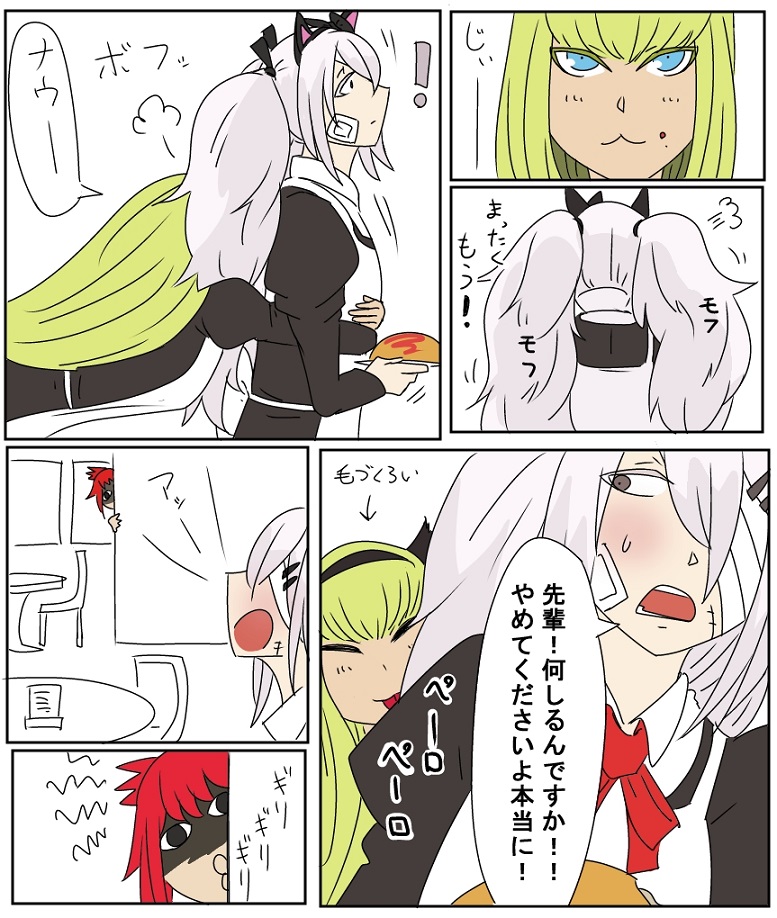 じぃーー
まったく
もう！
モフ
モフ
！
ボフッ
ナゥー
毛づくろい
先輩！何しるんですか！！
やめてくださいよ本当に！
ペーロ
ペーロ
アッ
ギリ
ギリ
ギリ